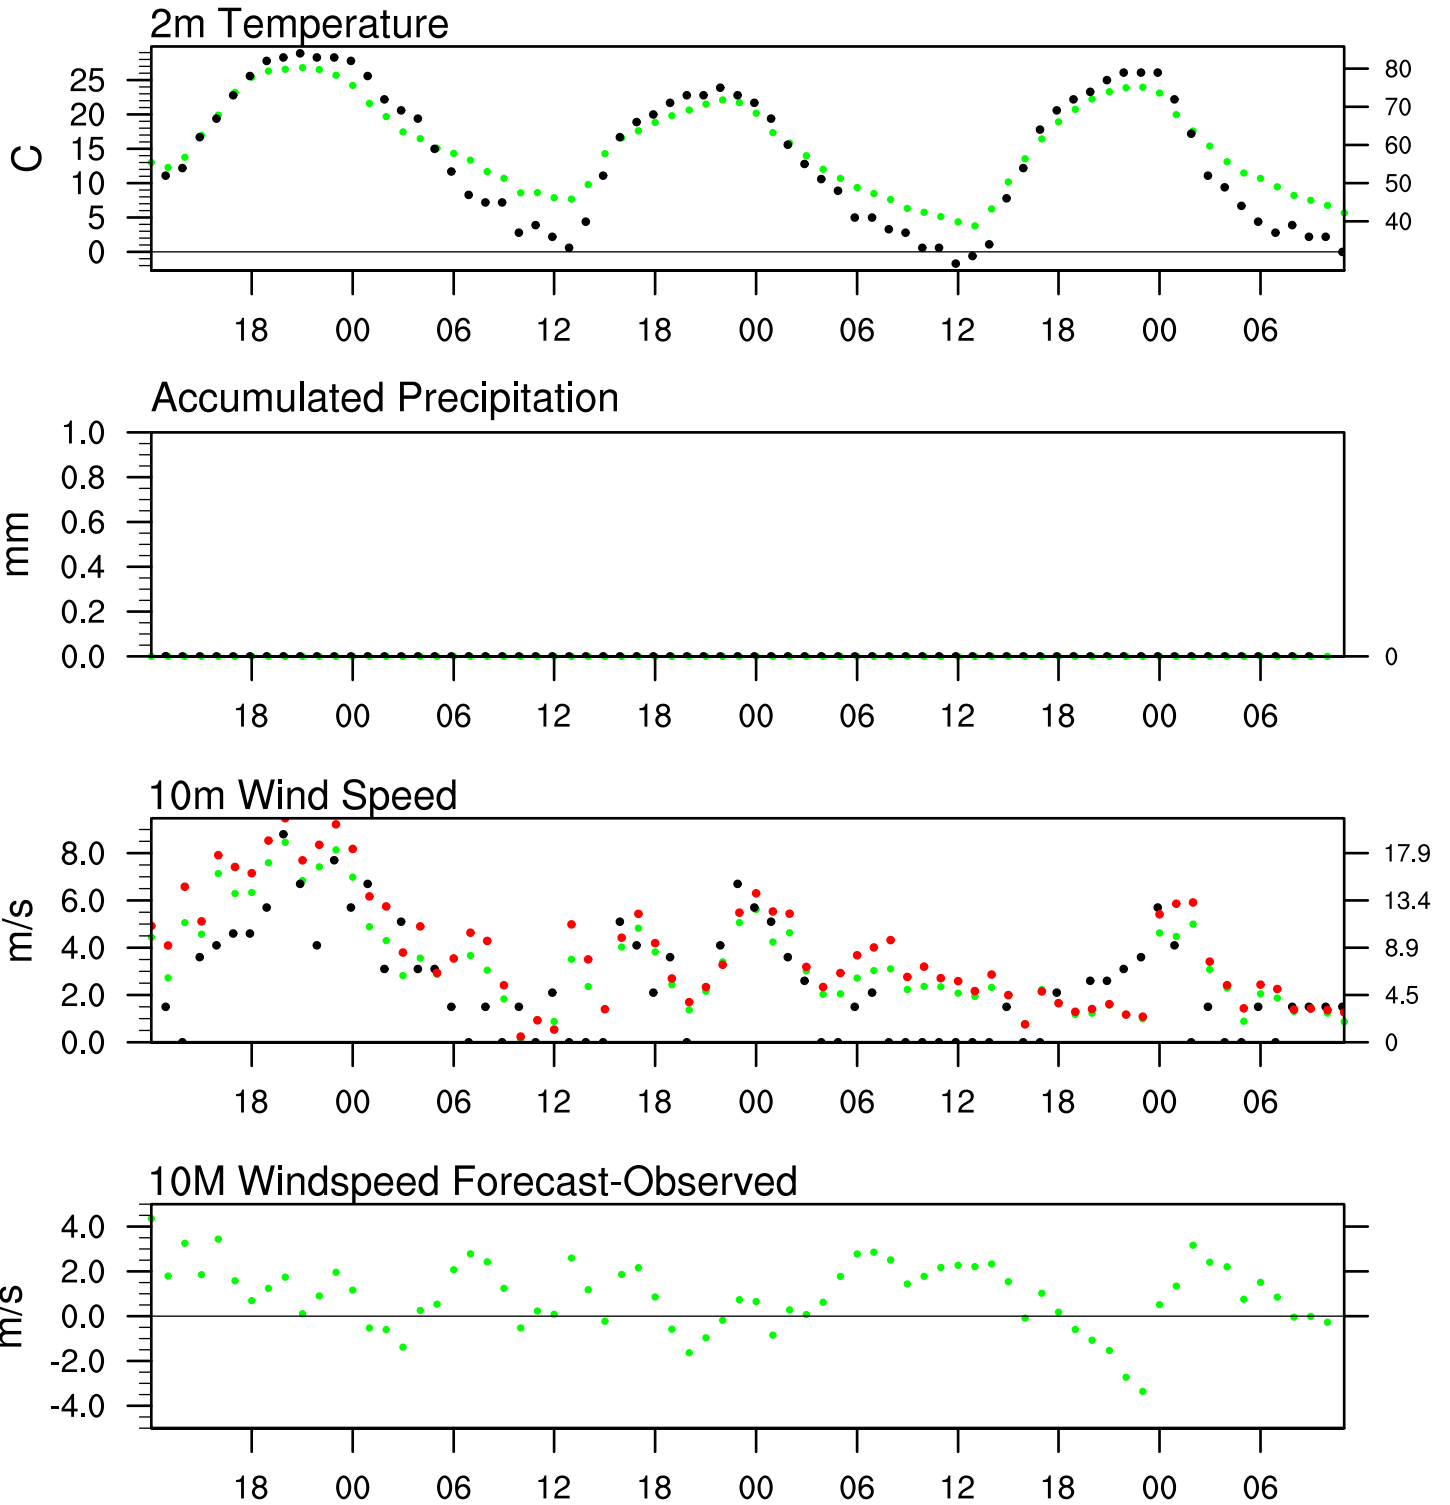 2m Temperature
C
25
20
15
10
5
0
80
70
60
50
40
18 00 06 12 18 00 06 12 18 00 06
Accumulated Precipitation
mm
1.0
0.8
0.6
0.4
0.2
0.0
0
18 00 06 12 18 00 06 12 18 00 06
10m Wind Speed
m/s
8.0
6.0
4.0
2.0
0.0
17.9
13.4
8.9
4.5
0
18 00 06 12 18 00 06 12 18 00 06
10M Windspeed Forecast-Observed
m/s
4.0
2.0
0.0
-2.0
-4.0
18 00 06 12 18 00 06 12 18 00 06